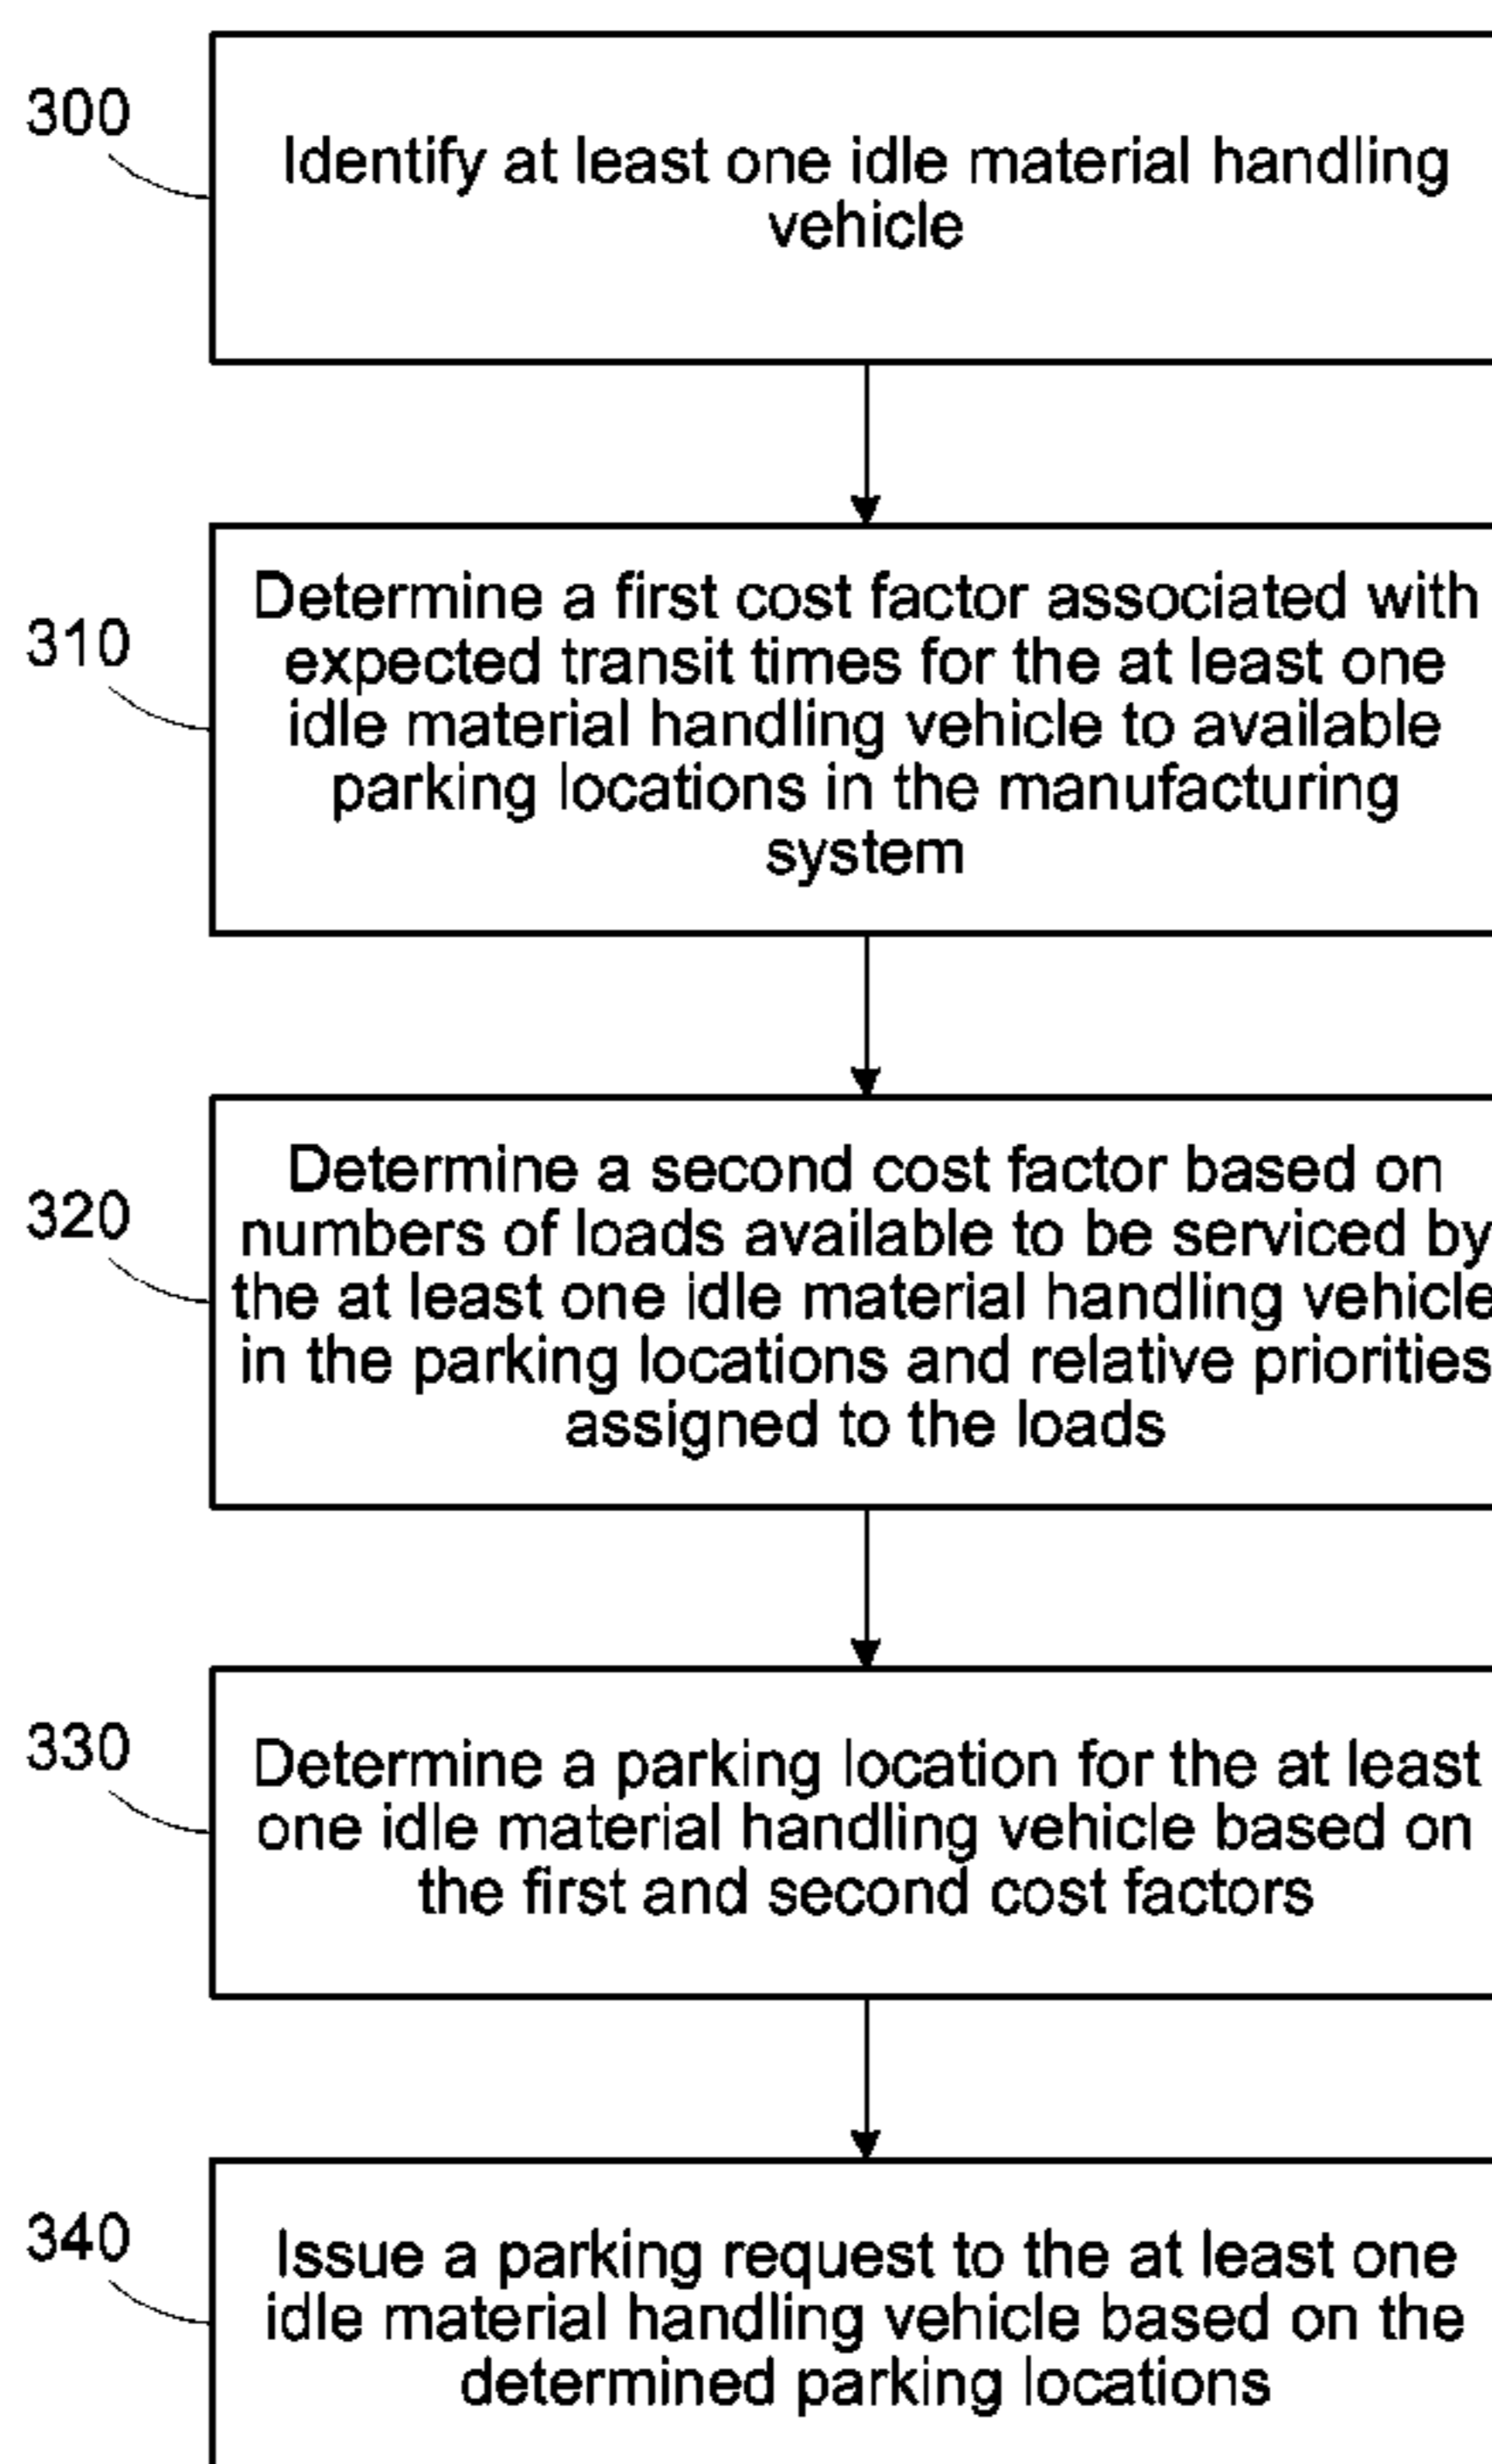 300
Identify at least one idle material handling
vehicle
310
Determine a first cost factor associated with
expected transit times for the at least one
idle material handling vehicle to available
parking locations in the manufacturing
system
320
Determine a second cost factor based on
numbers of loads available to be serviced by
the at least one idle material handling vehicle
in the parking locations and relative priorities
assigned to the loads
330
Determine a parking location for the at least
one idle material handling vehicle based on
the first and second cost factors
340
Issue a parking request to the at least one
idle material handling vehicle based on the
determined parking locations